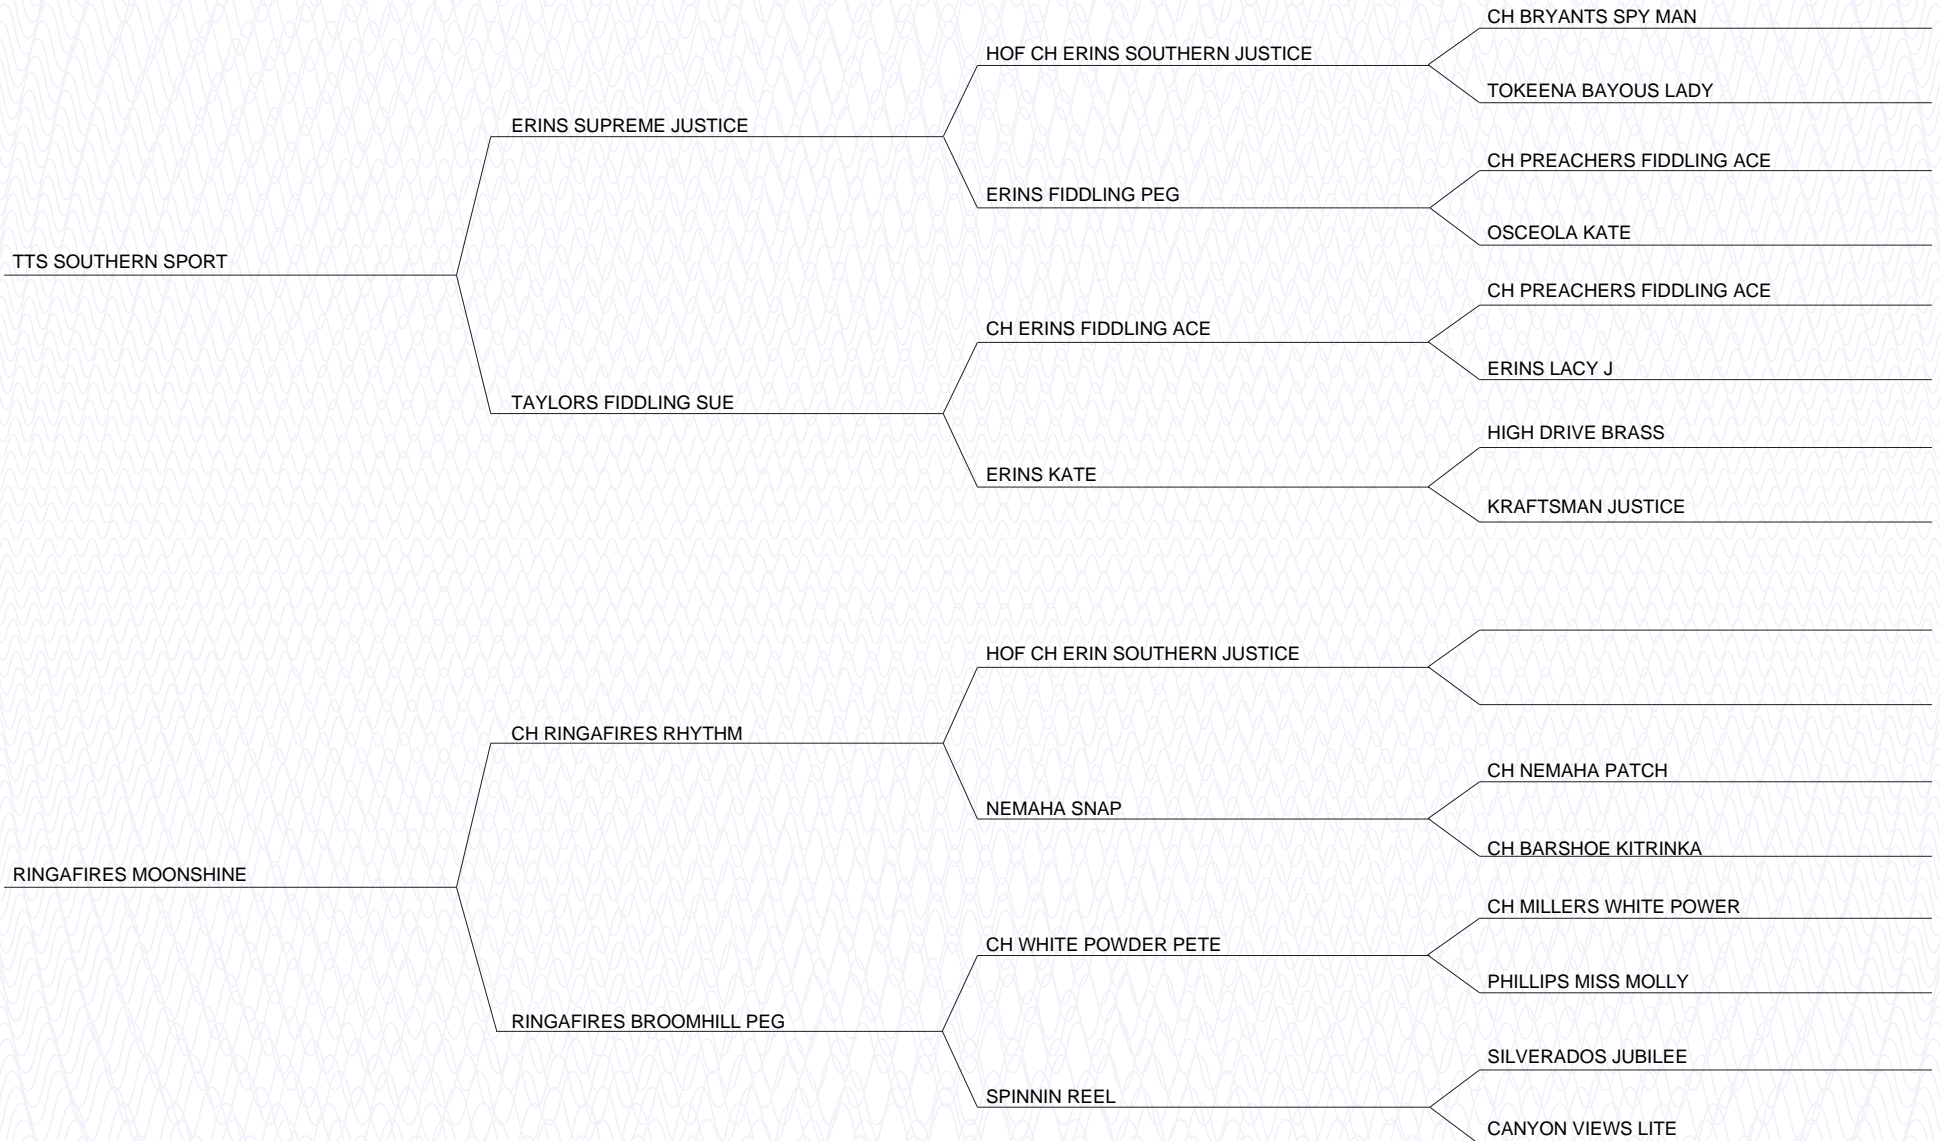 CH BRYANTS SPY MAN
HOF CH ERINS SOUTHERN JUSTICE
TOKEENA BAYOUS LADY
ERINS SUPREME JUSTICE
CH PREACHERS FIDDLING ACE
ERINS FIDDLING PEG
OSCEOLA KATE
TTS SOUTHERN SPORT
CH PREACHERS FIDDLING ACE
CH ERINS FIDDLING ACE
ERINS LACY J
TAYLORS FIDDLING SUE
HIGH DRIVE BRASS
ERINS KATE
KRAFTSMAN JUSTICE
HOF CH ERIN SOUTHERN JUSTICE
CH RINGAFIRES RHYTHM
CH NEMAHA PATCH
NEMAHA SNAP
CH BARSHOE KITRINKA
RINGAFIRES MOONSHINE
CH MILLERS WHITE POWER
CH WHITE POWDER PETE
PHILLIPS MISS MOLLY
RINGAFIRES BROOMHILL PEG
SILVERADOS JUBILEE
SPINNIN REEL
CANYON VIEWS LITE